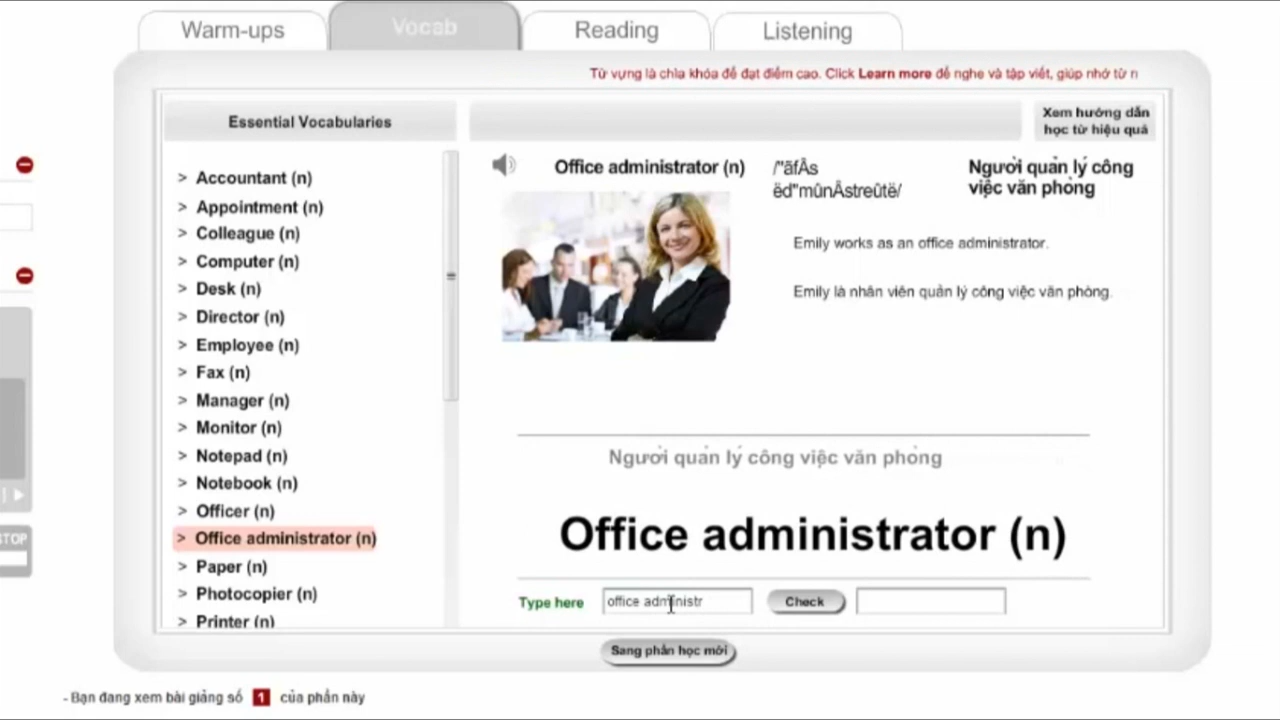 Warm-ups
Vocab
Reading
Listening
Từ vựng là chìa khóa để đạt điểm cao. Click Learn more để nghe và tập viết, giúp nhớ từ n
Essential Vocabularies
Xem hướng dẫn
học từ hiệu quả
> Accountant (n)
> Appointment (n)
> Colleague (n)
> Computer (n)
> Desk (n)
> Director (n)
> Employee (n)
> Fax (n)
> Manager (n)
> Monitor (n)
> Notepad (n)
> Notebook (n)
> Officer (n)
> Office administrator (n)
> Paper (n)
> Photocopier (n)
> Printer (n)
Office administrator (n)
/"ãfÂs
ëd"mûnÂstreûtë/
Người quản lý công
việc văn phòng
Emily works as an office administrator.
Emily là nhân viên quản lý công việc văn phòng.
Người quản lý công việc văn phòng
Office administrator (n)
Type here
office administr
Check
Sang phần học mới
- Bạn đang xem bài giảng số 1 của phần này